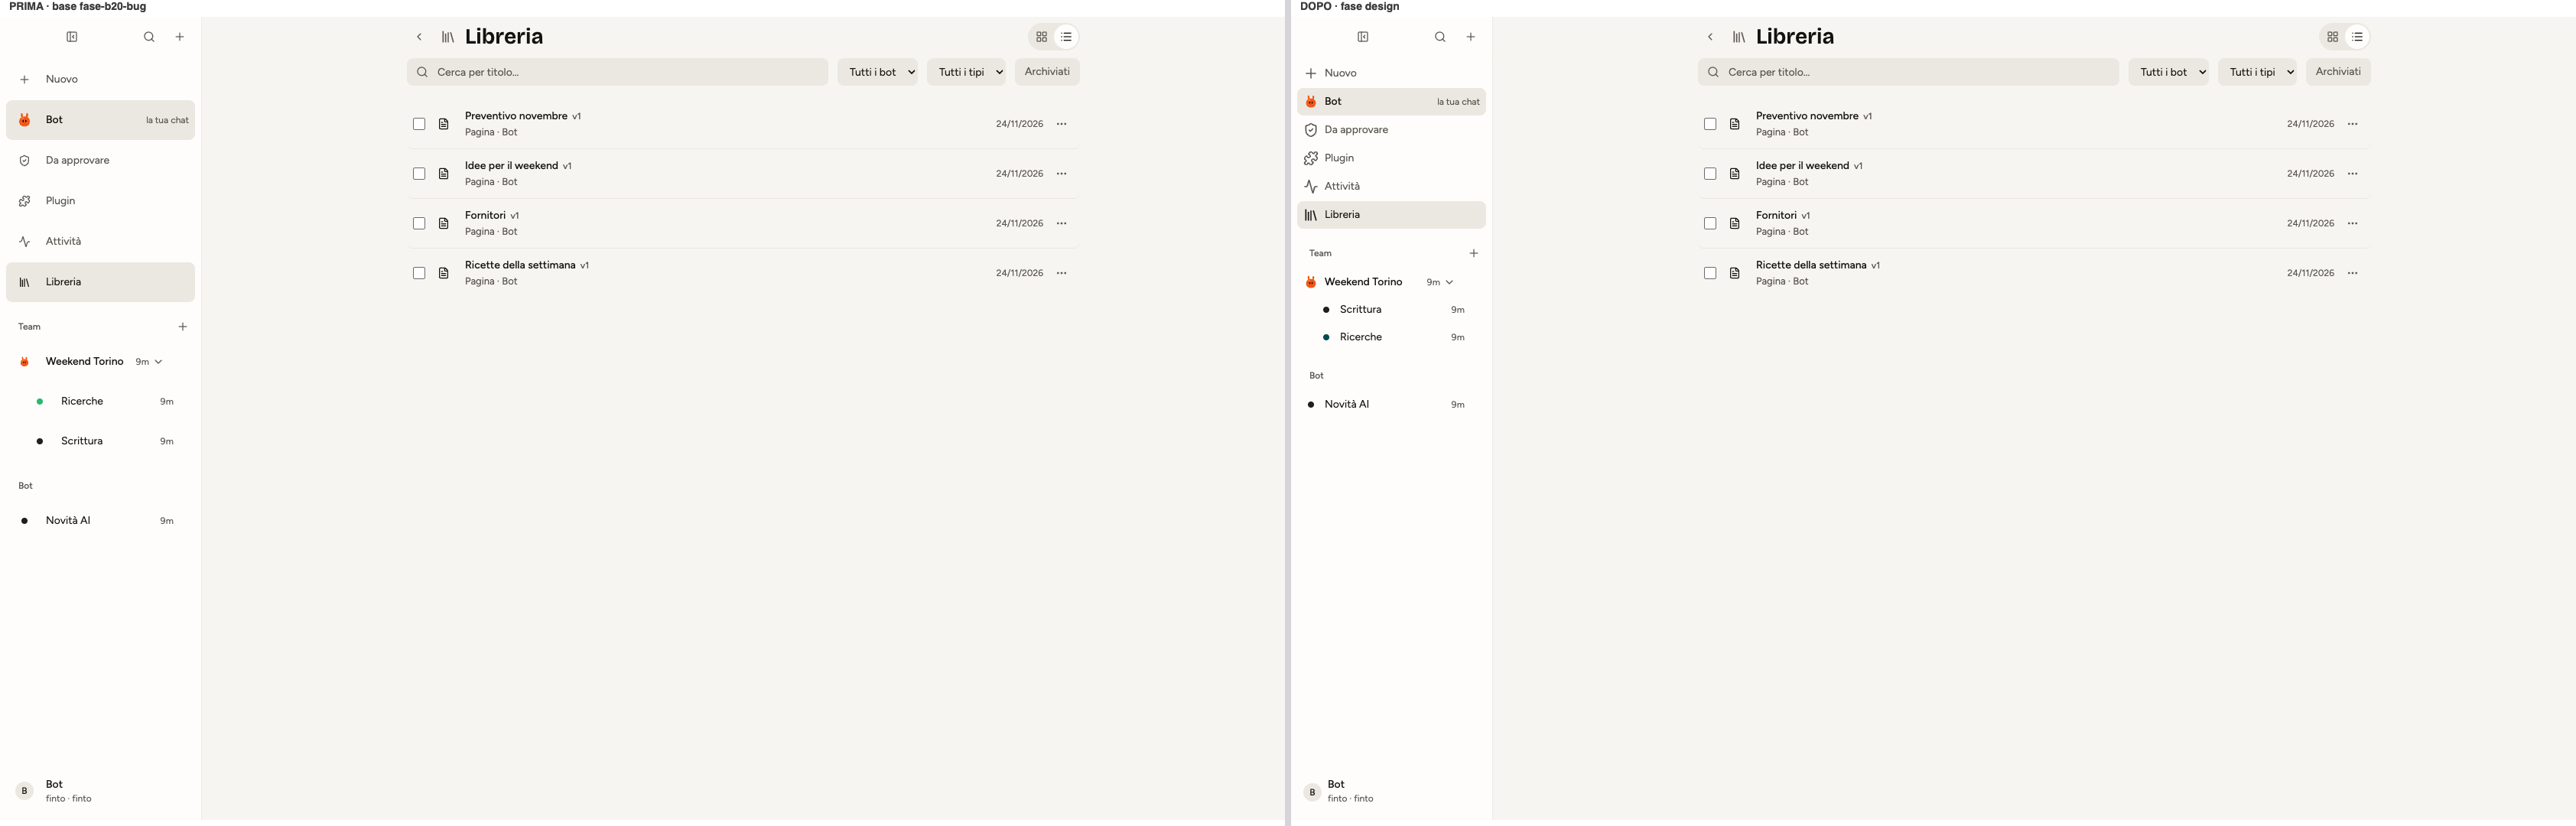 PRIMA · base fase-b20-bug
Nuovo
Bot la tua chat
Da approvare
Plugin
Attività
Libreria
Team
Weekend Torino 9m
Ricerche 9m
Scrittura 9m
Bot
Novità AI 9m
B
Bot
finto · finto
Libreria
Cerca per titolo...
Tutti i bot
Tutti i tipi
Archiviati
Preventivo novembre v1
Pagina · Bot
24/11/2026
Idee per il weekend v1
Pagina · Bot
24/11/2026
Fornitori v1
Pagina · Bot
24/11/2026
Ricette della settimana v1
Pagina · Bot
24/11/2026
DOPO · fase design
Nuovo
Bot la tua chat
Da approvare
Plugin
Attività
Libreria
Team
Weekend Torino 9m
Scrittura 9m
Ricerche 9m
Bot
Novità AI 9m
B
Bot
finto · finto
Libreria
Cerca per titolo...
Tutti i bot
Tutti i tipi
Archiviati
Preventivo novembre v1
Pagina · Bot
24/11/2026
Idee per il weekend v1
Pagina · Bot
24/11/2026
Fornitori v1
Pagina · Bot
24/11/2026
Ricette della settimana v1
Pagina · Bot
24/11/2026